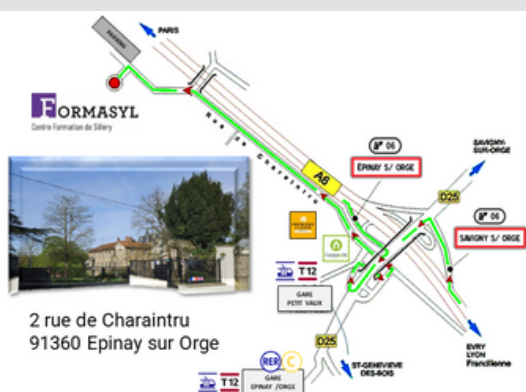 PARIS
PARKING
FORMASYL
Centre Formation de Sillery
Rue de Charaintru
A6
N° 06
ÉPINAY S/ ORGE
SAVIGNY-
SUR-ORGE
D25
N° 06
SAVIGNY S/ ORGE
T12
GARE
PETIT VAUX
2 rue de Charaintru
91360 Epinay sur Orge
D25
EVRY
LYON
Francilienne
ST-GENEVIEVE
DES-BOIS
RER C
T12
GARE
EPINAY /ORGE